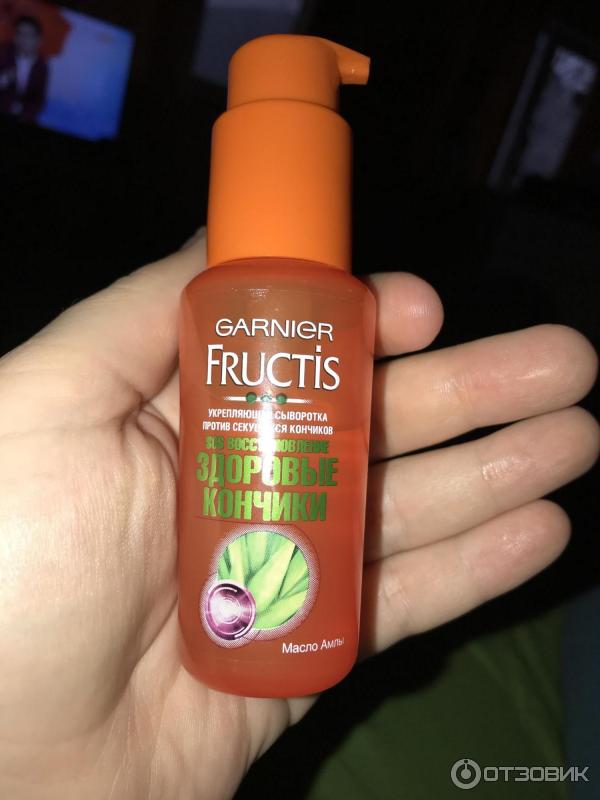 GARNIER
FRUCTIS
УКРЕПЛЯЮЩАЯ СЫВОРОТКА
ПРОТИВ СЕКУЩИХСЯ КОНЧИКОВ
SOS ВОССТАНОВЛЕНИЕ
ЗДОРОВЫЕ
КОНЧИКИ
Масло Амлы
ОТЗОВИК